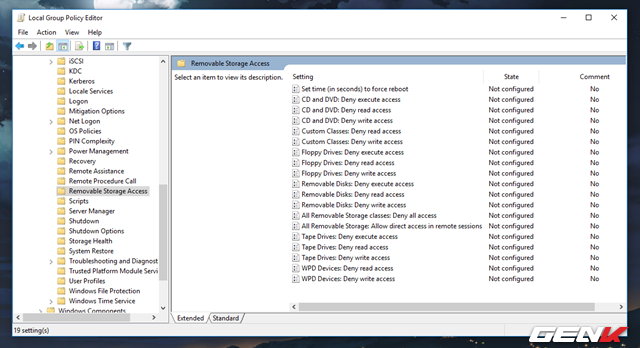 Local Group Policy Editor
File Action View Help
iSCSI
KDC
Kerberos
Locale Services
Logon
Mitigation Options
Net Logon
OS Policies
PIN Complexity
Power Management
Recovery
Remote Assistance
Remote Procedure Call
Removable Storage Access
Scripts
Server Manager
Shutdown
Shutdown Options
Storage Health
System Restore
Troubleshooting and Diagnost
Trusted Platform Module Servi
User Profiles
Windows File Protection
Windows Time Service
Windows Components
Removable Storage Access
Select an item to view its description.
Setting State Comment
Set time (in seconds) to force reboot Not configured No
CD and DVD: Deny execute access Not configured No
CD and DVD: Deny read access Not configured No
CD and DVD: Deny write access Not configured No
Custom Classes: Deny read access Not configured No
Custom Classes: Deny write access Not configured No
Floppy Drives: Deny execute access Not configured No
Floppy Drives: Deny read access Not configured No
Floppy Drives: Deny write access Not configured No
Removable Disks: Deny execute access Not configured No
Removable Disks: Deny read access Not configured No
Removable Disks: Deny write access Not configured No
All Removable Storage classes: Deny all access Not configured No
All Removable Storage: Allow direct access in remote sessions Not configured No
Tape Drives: Deny execute access Not configured No
Tape Drives: Deny read access Not configured No
Tape Drives: Deny write access Not configured No
WPD Devices: Deny read access Not configured No
WPD Devices: Deny write access Not configured No
Extended Standard
19 setting(s)
GENK